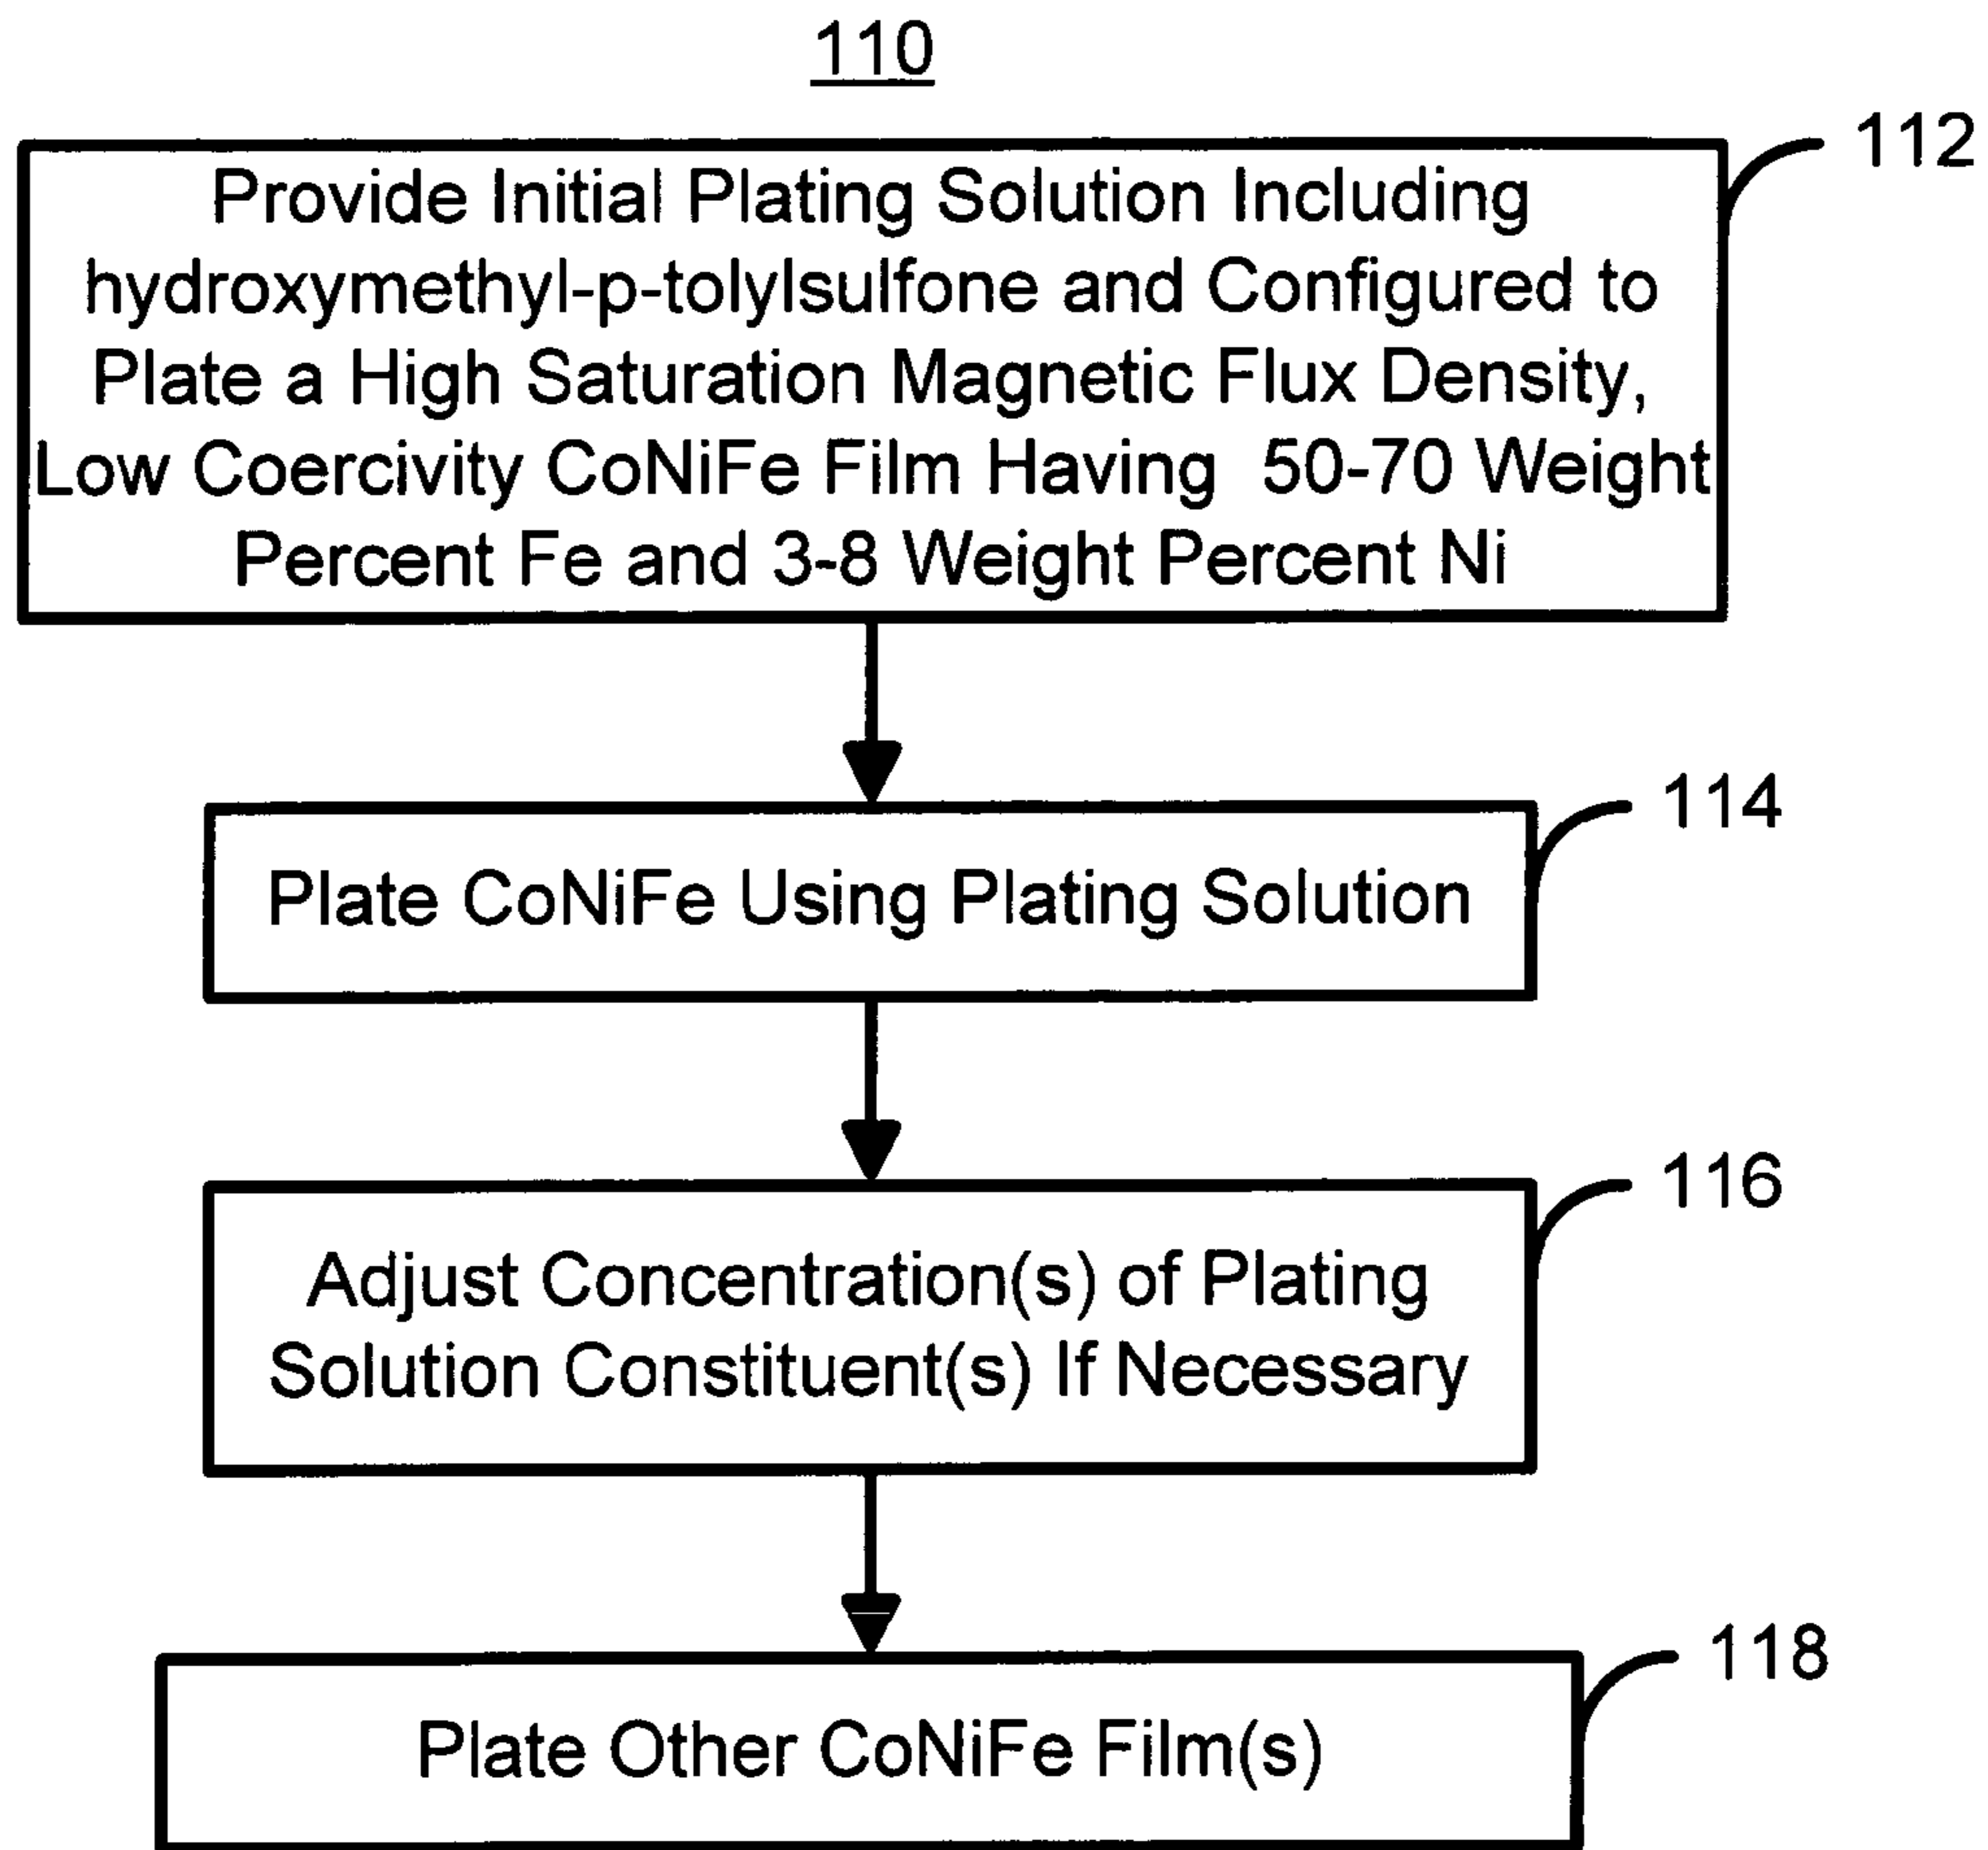 110
112
Provide Initial Plating Solution Including
hydroxymethyl-p-tolylsulfone and Configured to
Plate a High Saturation Magnetic Flux Density,
Low Coercivity CoNiFe Film Having 50-70 Weight
Percent Fe and 3-8 Weight Percent Ni
114
Plate CoNiFe Using Plating Solution
116
Adjust Concentration(s) of Plating
Solution Constituent(s) If Necessary
118
Plate Other CoNiFe Film(s)